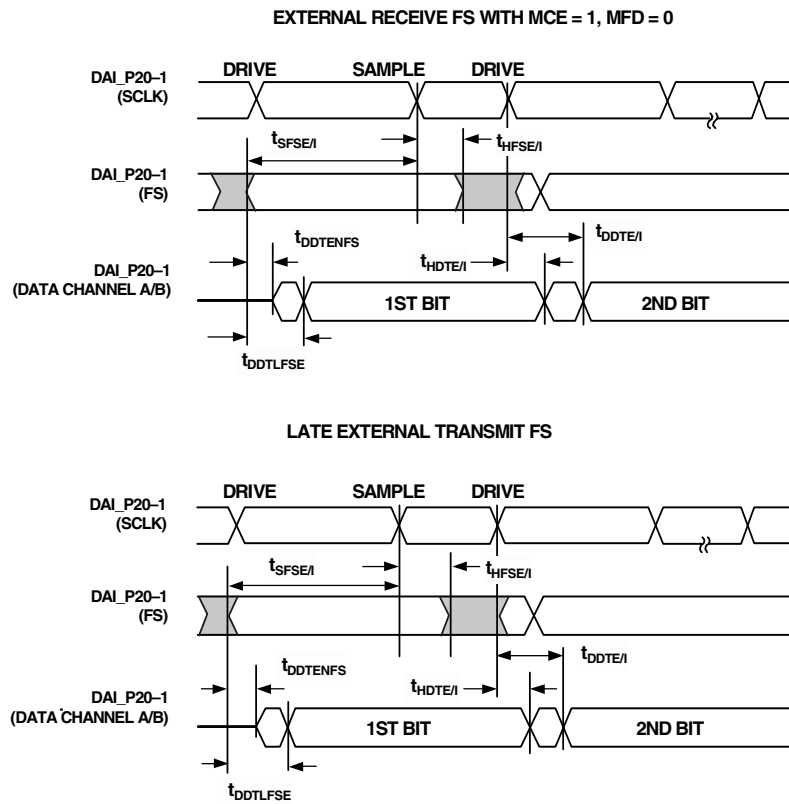 EXTERNAL RECEIVE FS WITH MCE = 1, MFD = 0
DAI_P20–1
(SCLK)
DRIVE
SAMPLE
DRIVE
tSFSE/I
tHFSE/I
DAI_P20–1
(FS)
tDDTENFS
tDDTE/I
tHDTE/I
DAI_P20–1
(DATA CHANNEL A/B)
1ST BIT
2ND BIT
tDDTLFSE
LATE EXTERNAL TRANSMIT FS
DAI_P20–1
(SCLK)
DRIVE
SAMPLE
DRIVE
tSFSE/I
tHFSE/I
DAI_P20–1
(FS)
tDDTENFS
tDDTE/I
tHDTE/I
DAI_P20–1
(DATA CHANNEL A/B)
1ST BIT
2ND BIT
tDDTLFSE